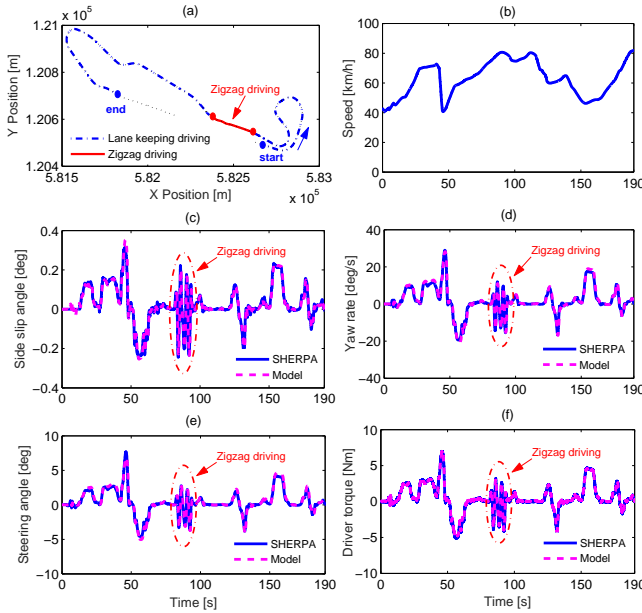 (a)
× 10^5
1.21
1.208
1.206
1.204
Y Position [m]
Zigzag driving
end
start
Lane keeping driving
Zigzag driving
5.815
5.82
5.825
5.83
X Position [m]
× 10^5
(b)
100
80
60
40
20
0
Speed [km/h]
0
50
100
150
190
(c)
0.4
0.2
0
−0.2
−0.4
Side slip angle [deg]
Zigzag driving
SHERPA
Model
0
50
100
150
190
(d)
40
20
0
−20
−40
Yaw rate [deg/s]
Zigzag driving
SHERPA
Model
0
50
100
150
190
(e)
10
5
0
−5
−10
Steering angle [deg]
Zigzag driving
SHERPA
Model
0
50
100
150
190
Time [s]
(f)
10
5
0
−5
−10
Driver torque [Nm]
Zigzag driving
SHERPA
Model
0
50
100
150
190
Time [s]